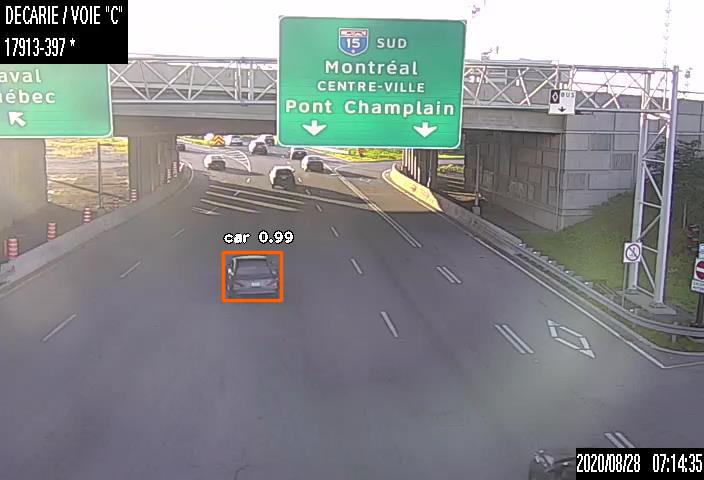 DECARIE / VOIE "C"
17913-397 *
aval
ébec
15 SUD
Montréal
CENTRE-VILLE
Pont Champlain
BUS
car 0.99
2020/08/28 07:14:35